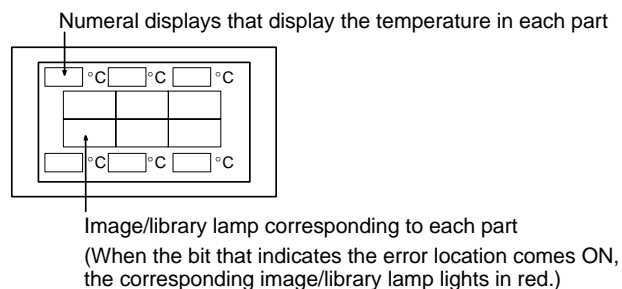 Numeral displays that display the temperature in each part
°C °C °C
°C °C °C
Image/library lamp corresponding to each part
(When the bit that indicates the error location comes ON,
the corresponding image/library lamp lights in red.)